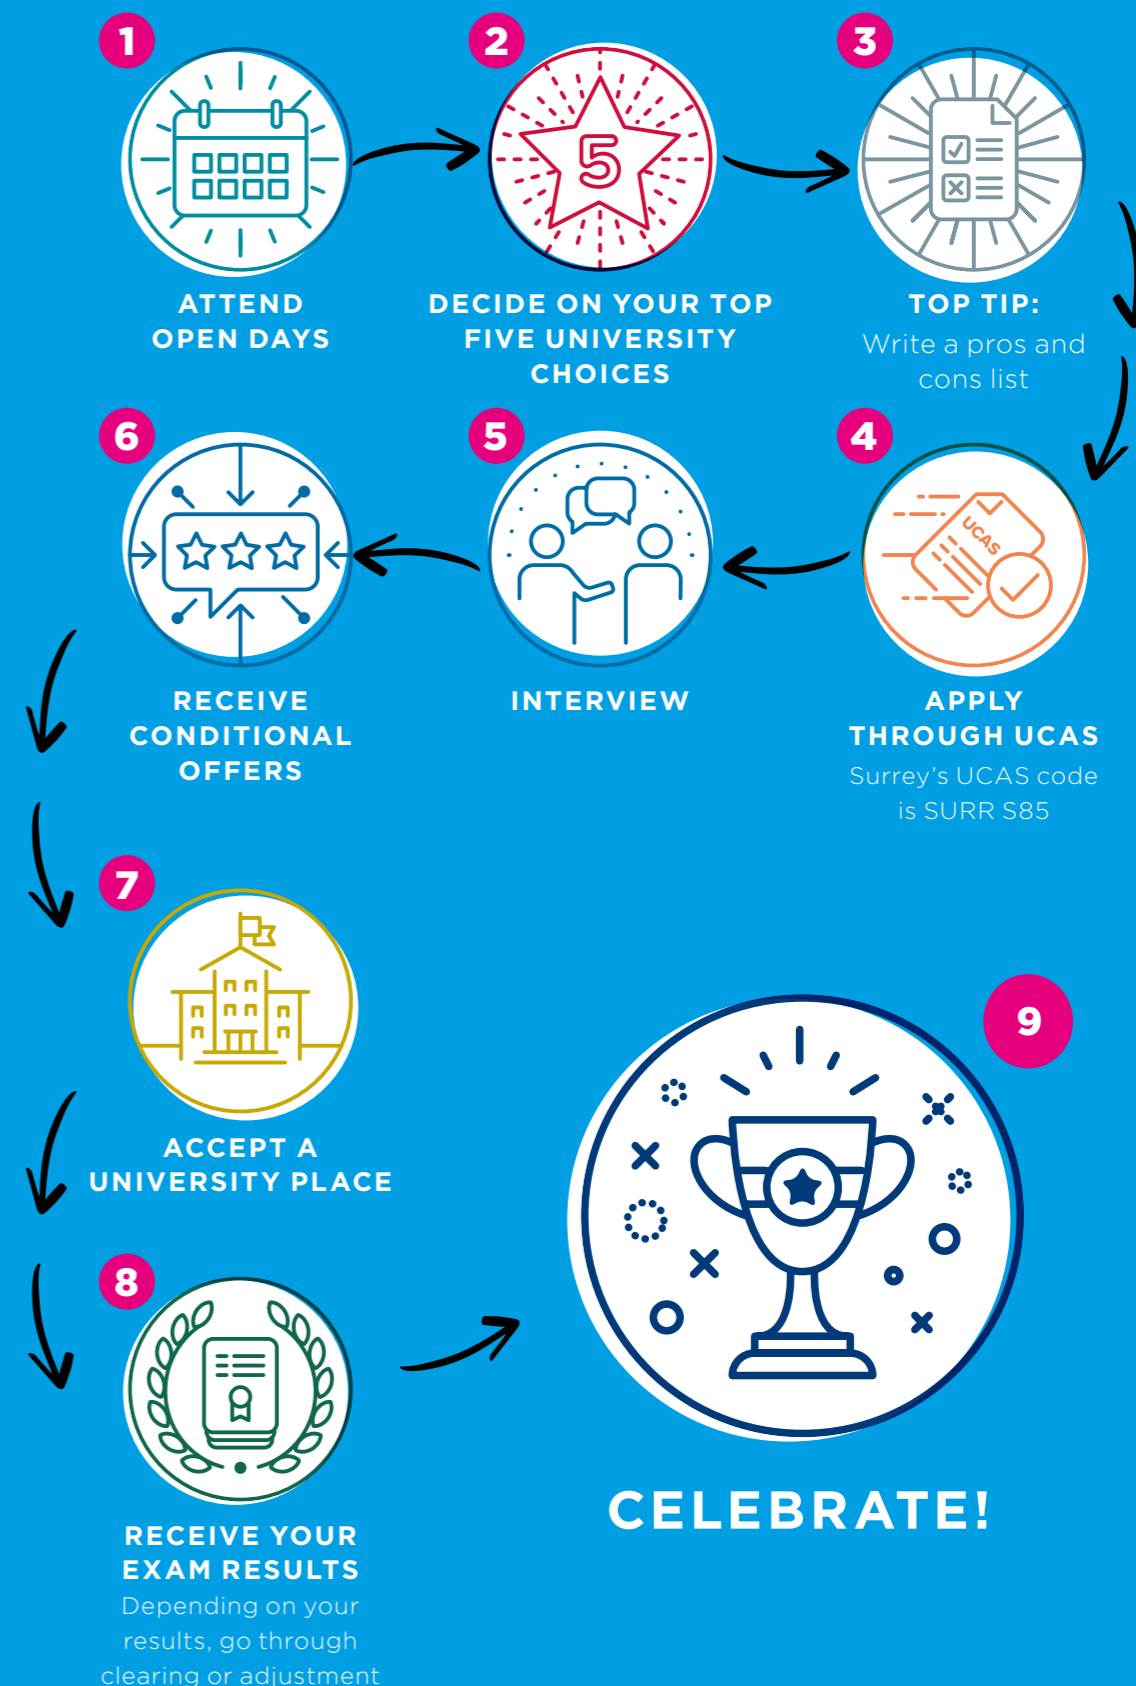 1
ATTEND
OPEN DAYS
2
5
DECIDE ON YOUR TOP
FIVE UNIVERSITY
CHOICES
3
TOP TIP:
Write a pros and
cons list
4
UCAS
APPLY
THROUGH UCAS
Surrey's UCAS code
is SURR S85
5
INTERVIEW
6
RECEIVE
CONDITIONAL
OFFERS
7
ACCEPT A
UNIVERSITY PLACE
8
RECEIVE YOUR
EXAM RESULTS
Depending on your
results, go through
clearing or adjustment
9
CELEBRATE!